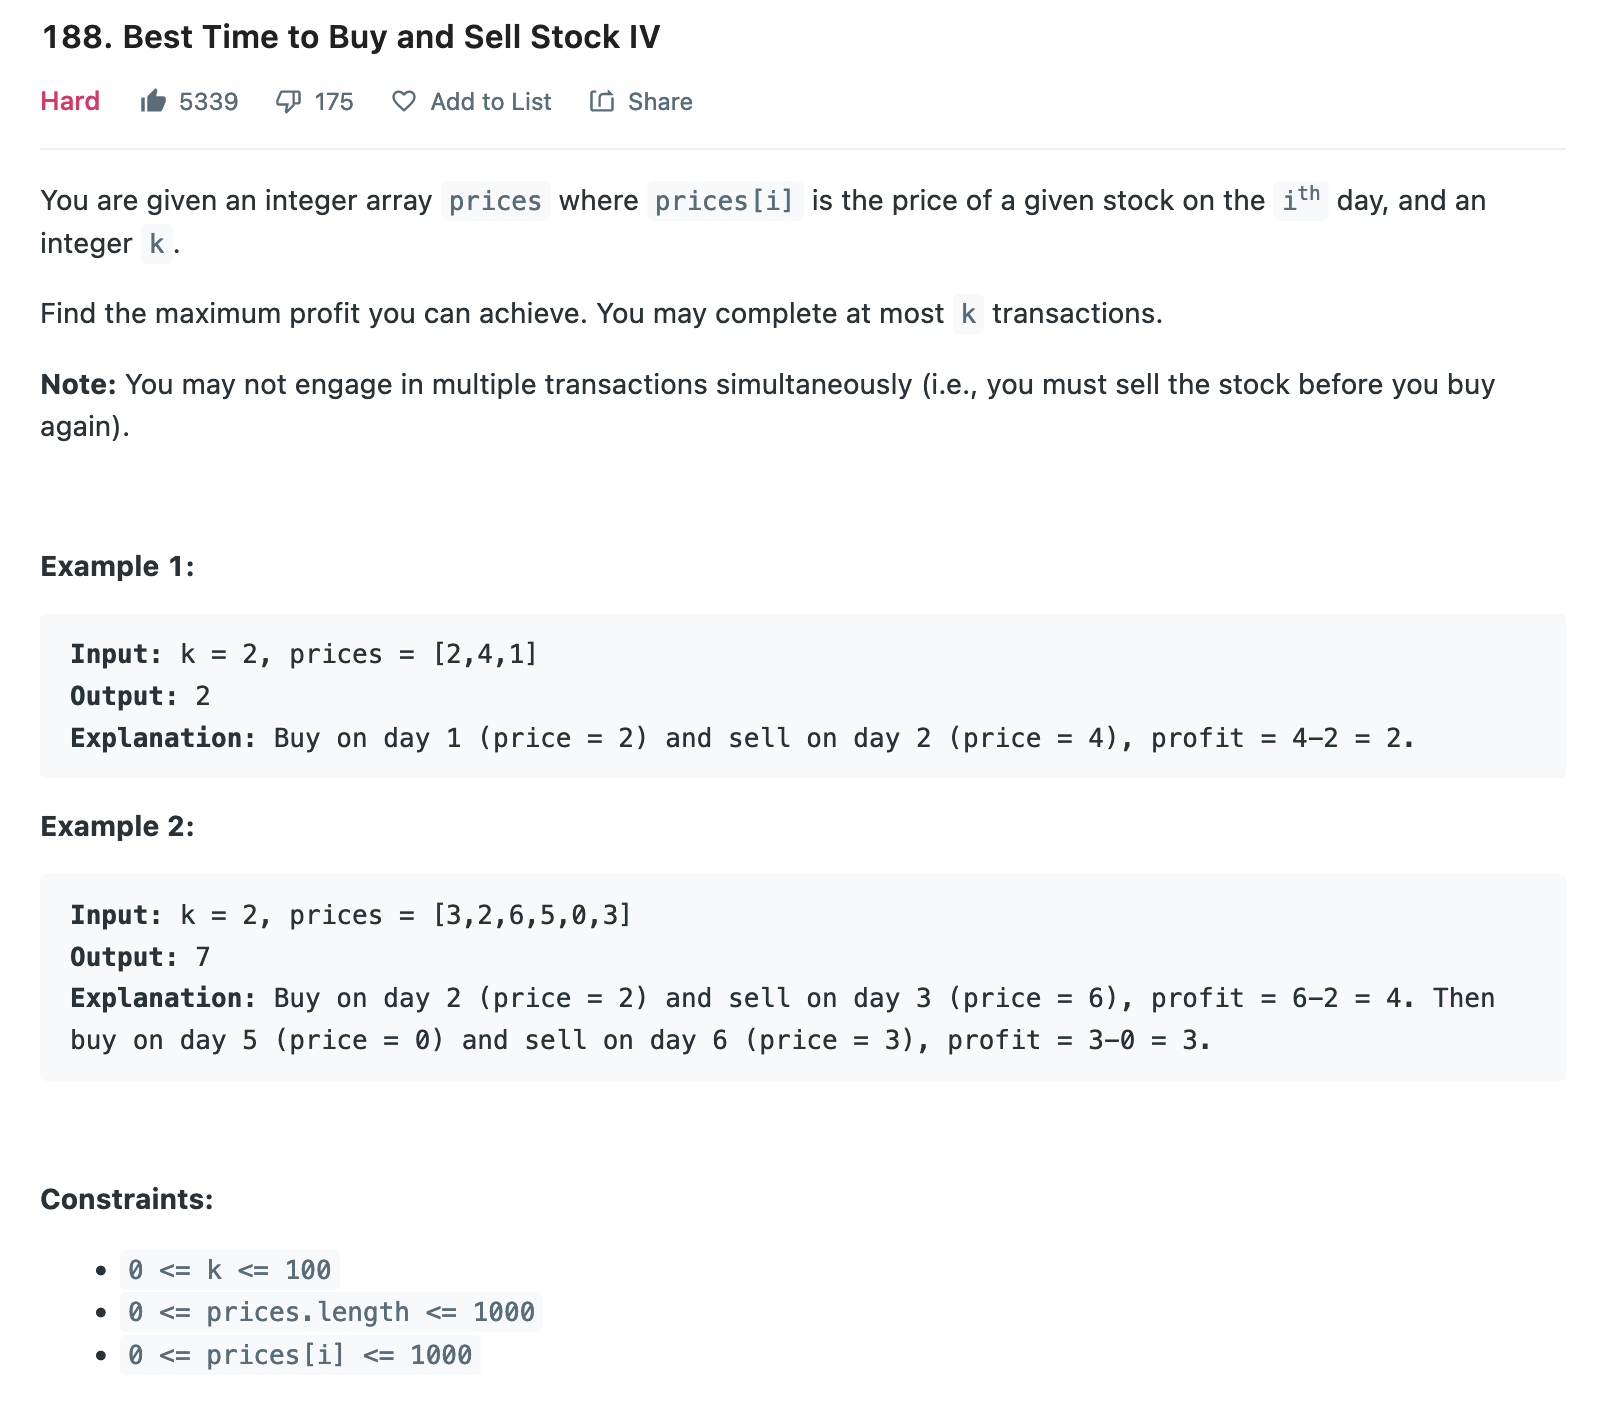 188. Best Time to Buy and Sell Stock IV
Hard 5339 175 Add to List Share
You are given an integer array prices where prices[i] is the price of a given stock on the ith day, and an
integer k.
Find the maximum profit you can achieve. You may complete at most k transactions.
Note: You may not engage in multiple transactions simultaneously (i.e., you must sell the stock before you buy
again).
Example 1:
Input: k = 2, prices = [2,4,1]
Output: 2
Explanation: Buy on day 1 (price = 2) and sell on day 2 (price = 4), profit = 4-2 = 2.
Example 2:
Input: k = 2, prices = [3,2,6,5,0,3]
Output: 7
Explanation: Buy on day 2 (price = 2) and sell on day 3 (price = 6), profit = 6-2 = 4. Then
buy on day 5 (price = 0) and sell on day 6 (price = 3), profit = 3-0 = 3.
Constraints:
• 0 <= k <= 100
• 0 <= prices.length <= 1000
• 0 <= prices[i] <= 1000